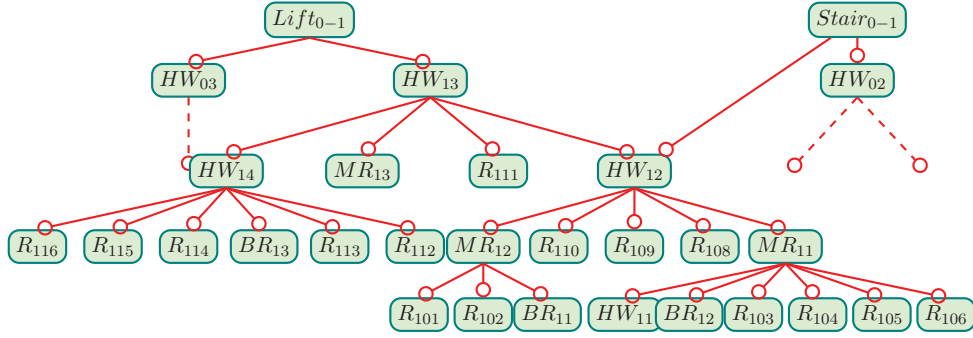 Lift₀₋₁ Stair₀₋₁
HW₀₃ HW₁₃ HW₀₂
HW₁₄ MR₁₃ R₁₁₁ HW₁₂
R₁₁₆ R₁₁₅ R₁₁₄ BR₁₃ R₁₁₃ R₁₁₂ MR₁₂ R₁₁₀ R₁₀₉ R₁₀₈ MR₁₁
R₁₀₁ R₁₀₂ BR₁₁ HW₁₁ BR₁₂ R₁₀₃ R₁₀₄ R₁₀₅ R₁₀₆